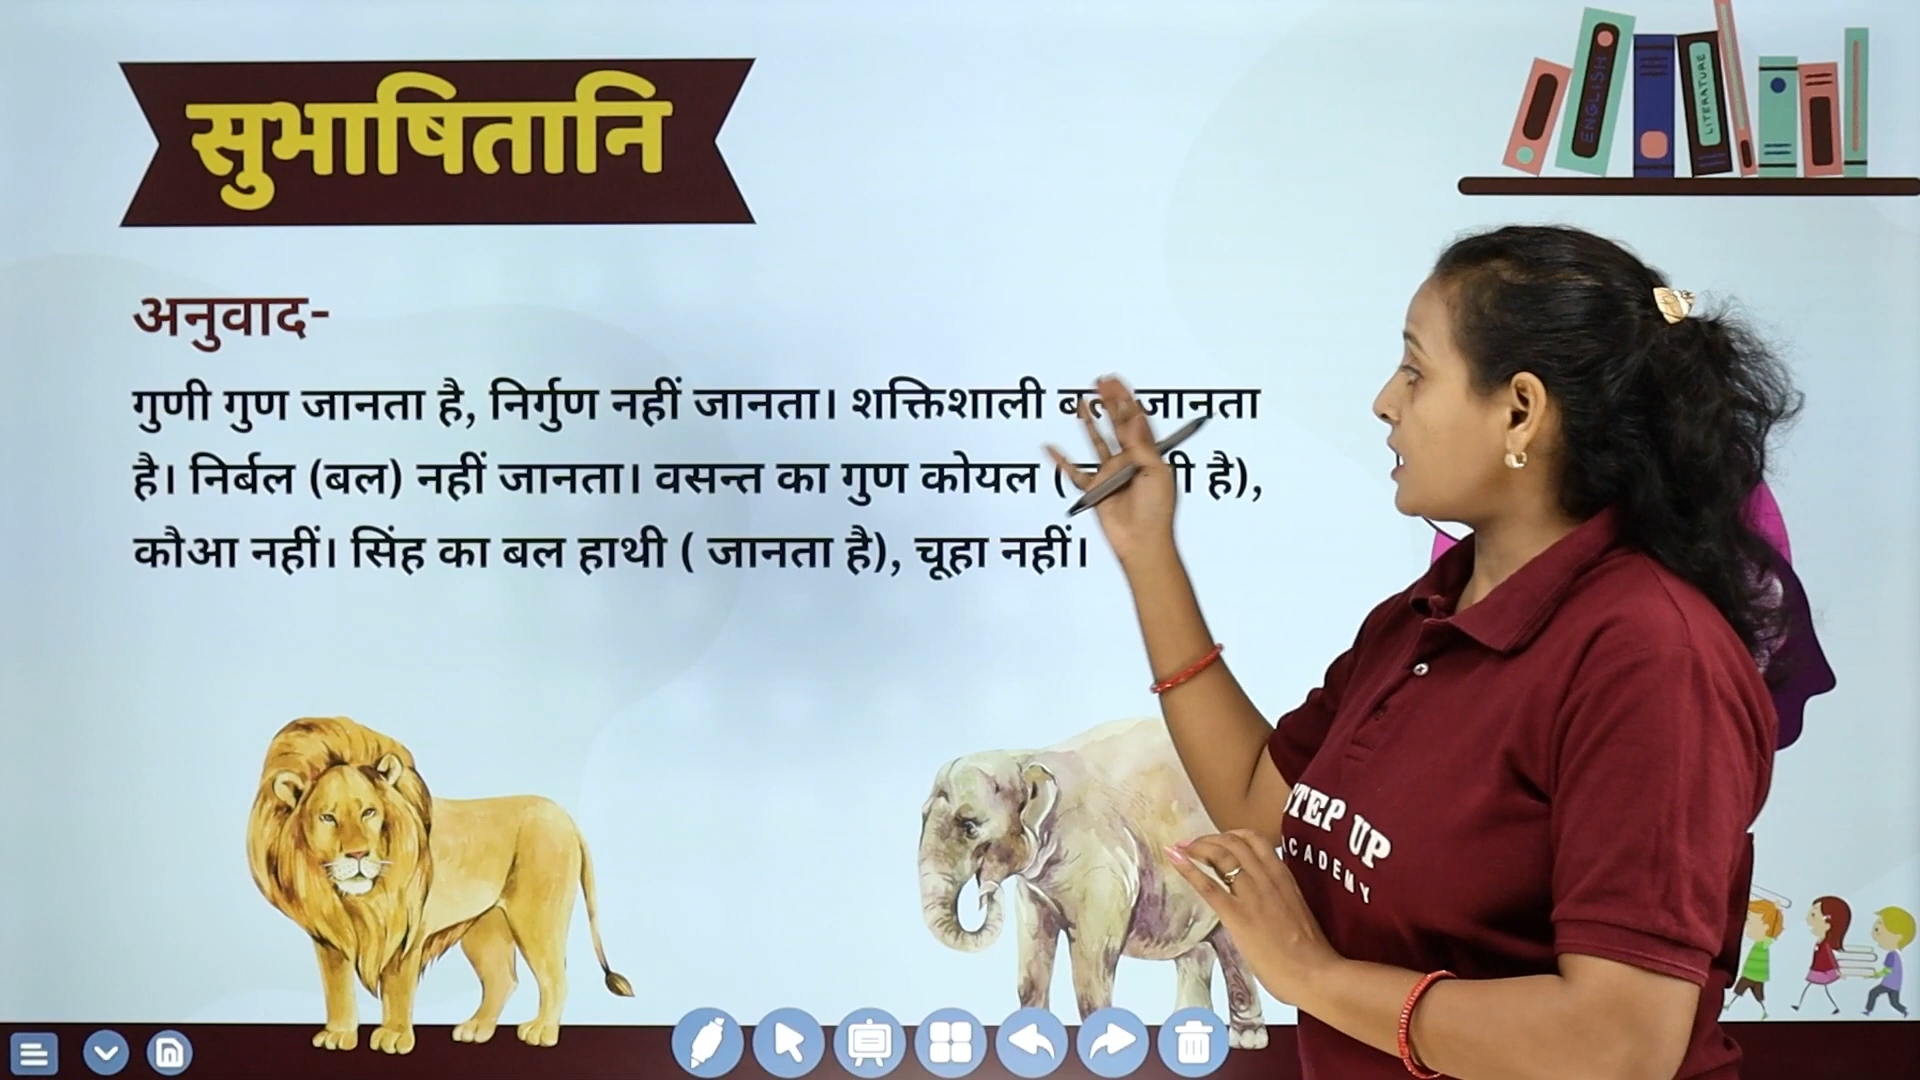 सुभाषितानि
ENGLISH
LITERATURE
अनुवाद-
गुणी गुण जानता है, निर्गुण नहीं जानता। शक्तिशाली जानता
है। निर्बल (बल) नहीं जानता। वसन्त का गुण कोयल ( है),
कौआ नहीं। सिंह का बल हाथी ( जानता है), चूहा नहीं।
STEP UP
ACADEMY